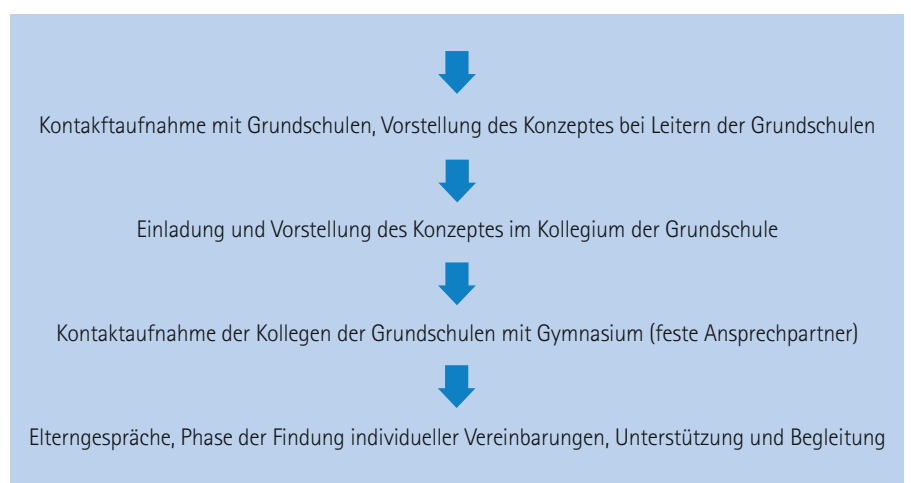 Kontakftaufnahme mit Grundschulen, Vorstellung des Konzeptes bei Leitern der Grundschulen
Einladung und Vorstellung des Konzeptes im Kollegium der Grundschule
Kontaktaufnahme der Kollegen der Grundschulen mit Gymnasium (feste Ansprechpartner)
Elterngespräche, Phase der Findung individueller Vereinbarungen, Unterstützung und Begleitung